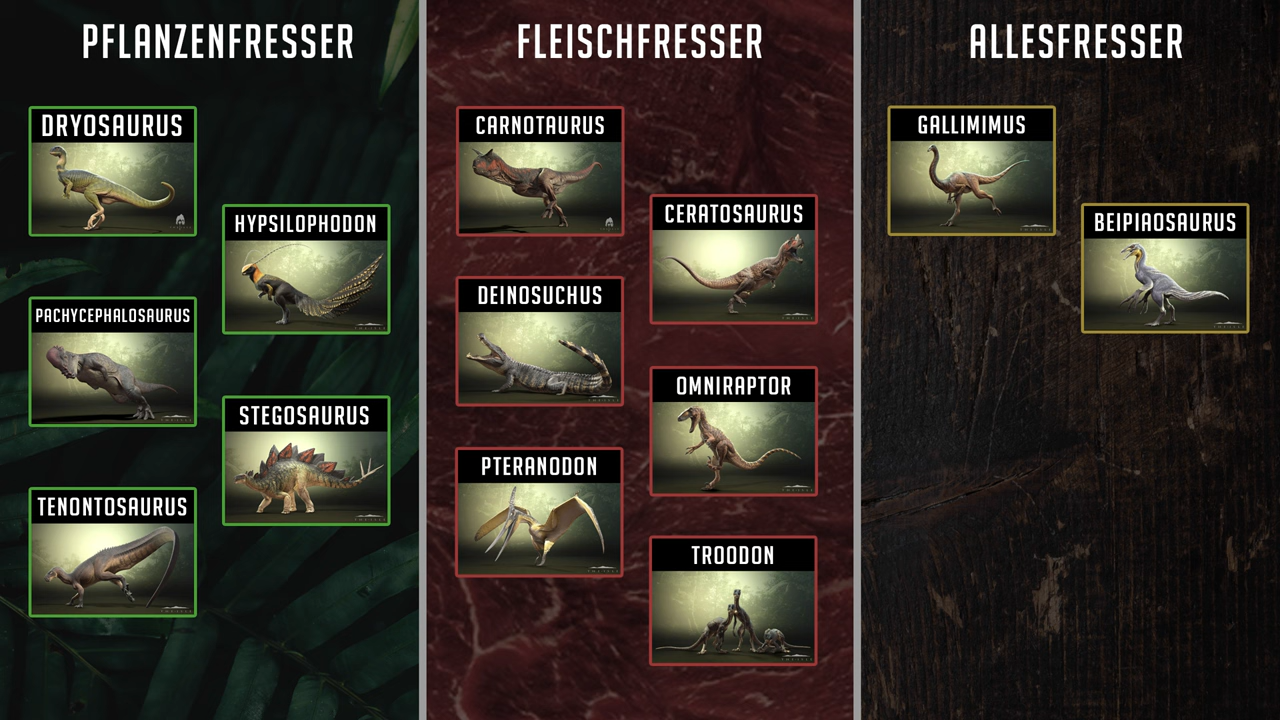 PFLANZENFRESSER
DRYOSAURUS
HYPSILOPHODON
PACHYCEPHALOSAURUS
STEGOSAURUS
TENONTOSAURUS
FLEISCHFRESSER
CARNOTAURUS
CERATOSAURUS
DEINOSUCHUS
OMNIRAPTOR
PTERANODON
TROODON
ALLESFRESSER
GALLIMIMUS
BEIPIAOSAURUS